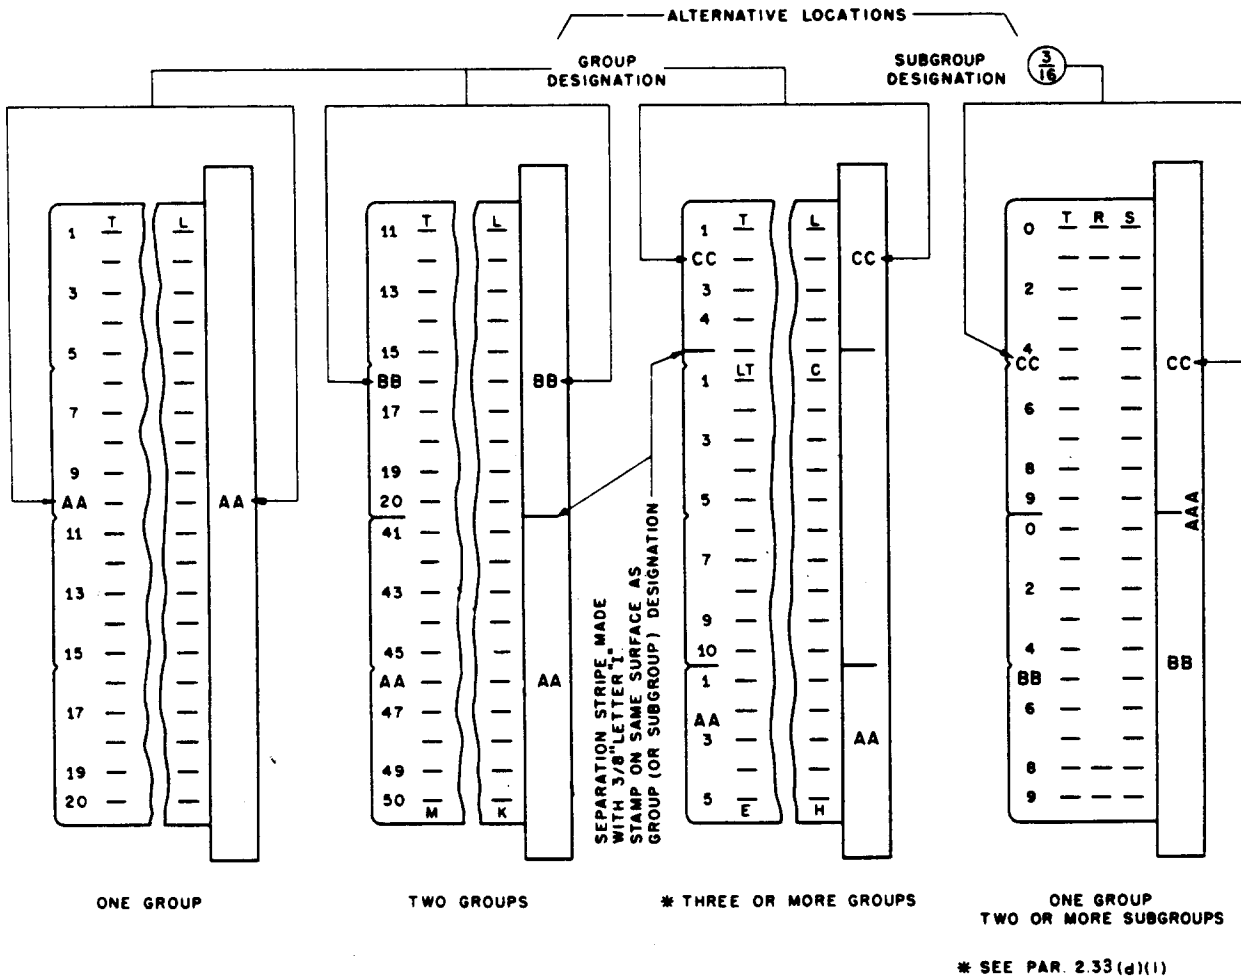 ALTERNATIVE LOCATIONS
GROUP
DESIGNATION
SUBGROUP
DESIGNATION
3
16
1 T L
3
5
7
9
AA AA
11
13
15
17
19
20
ONE GROUP
11 T L
13
15
BB BB
17
19
20
41
43
45
AA AA
47
49
50 M K
TWO GROUPS
SEPARATION STRIPE MADE
WITH 3/8" LETTER "I"
STAMP ON SAME SURFACE AS
GROUP (OR SUBGROUP) DESIGNATION
1 T L
CC CC
3
4
1 LT C
3
5
7
9
10
1
AA AA
3
5 E H
* THREE OR MORE GROUPS
0 T R S
2
4
CC CC
6
8
9
AAA
0
2
4
BB BB
6
8
9
ONE GROUP
TWO OR MORE SUBGROUPS
* SEE PAR. 2.33 (d)(1)